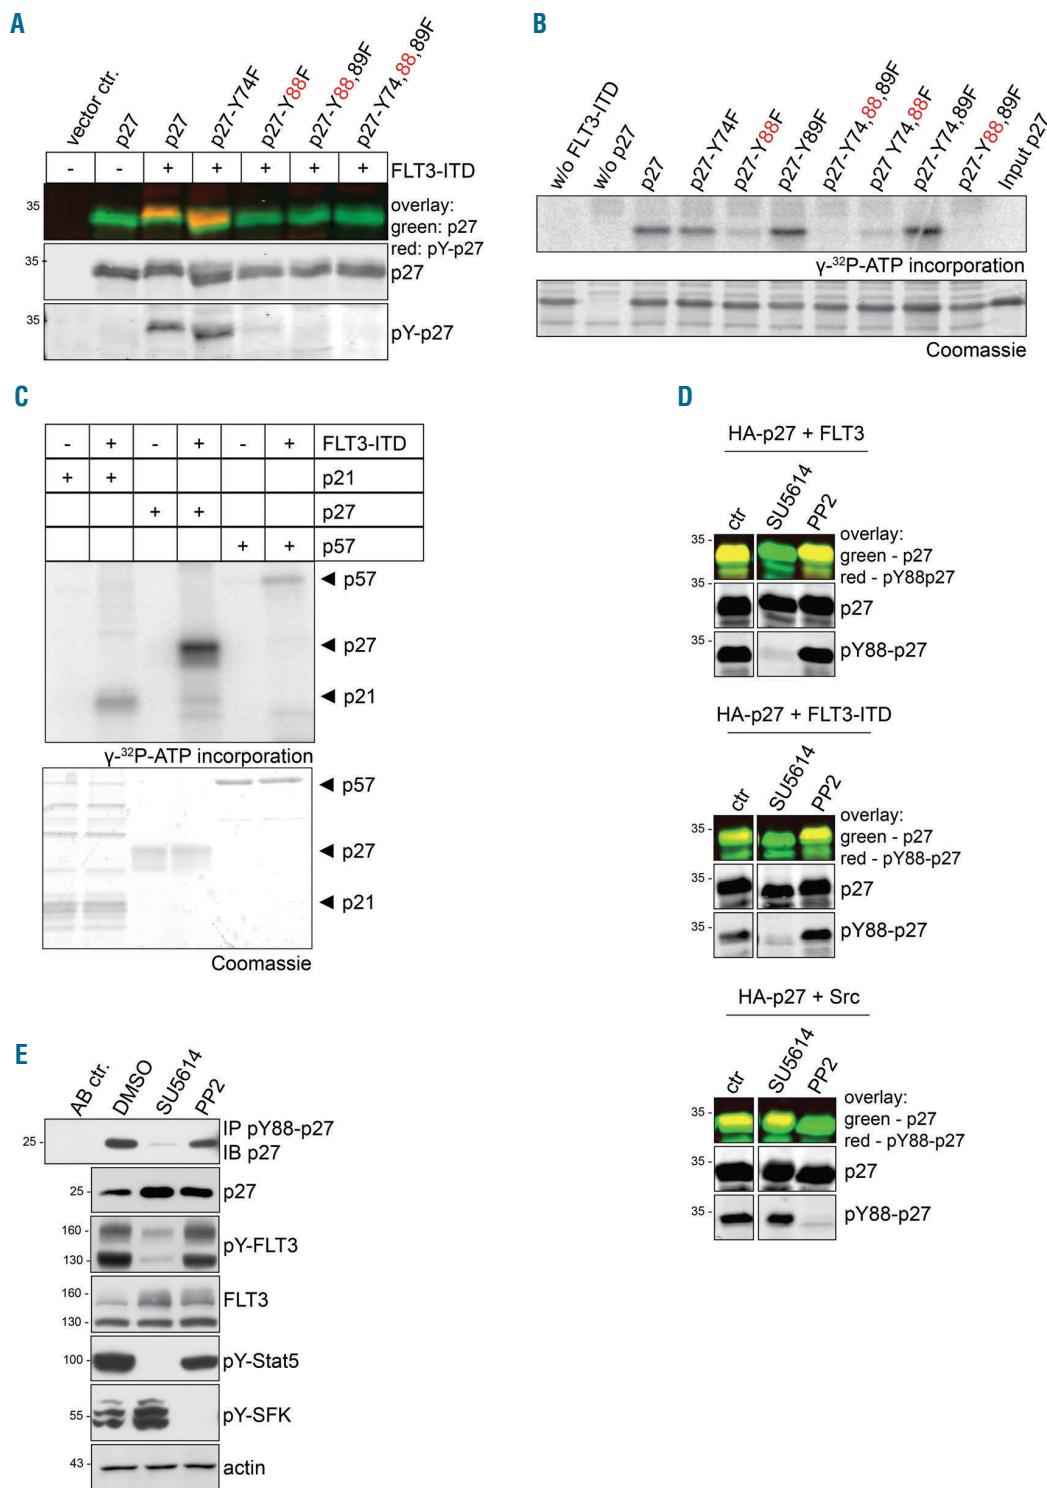 A
vector ctr.
p27
p27
p27-Y74F
p27-Y88F
p27-Y88,89F
p27-Y74,88,89F
- - + + + + + FLT3-ITD
35
overlay:
green: p27
red: pY-p27
35
p27
35
pY-p27
B
w/o FLT3-ITD
w/o p27
p27
p27-Y74F
p27-Y88F
p27-Y89F
p27-Y74,88,89F
p27 Y74,88F
p27-Y74,89F
p27-Y88,89F
Input p27
γ-³²P-ATP incorporation
Coomassie
C
- + - + - + FLT3-ITD
+ + p21
+ + p27
+ + p57
p57
p27
p21
γ-³²P-ATP incorporation
p57
p27
p21
Coomassie
D
HA-p27 + FLT3
ctr
SU5614
PP2
35 -
overlay:
green - p27
red - pY88p27
35 -
p27
35 -
pY88-p27
HA-p27 + FLT3-ITD
ctr
SU5614
PP2
35 -
overlay:
green - p27
red - pY88-p27
35 -
p27
35 -
pY88-p27
HA-p27 + Src
ctr
SU5614
PP2
35 -
overlay:
green - p27
red - pY88-p27
35 -
p27
35 -
pY88-p27
E
AB ctr.
DMSO
SU5614
PP2
25 -
IP pY88-p27
IB p27
25 -
p27
160 -
130 -
pY-FLT3
160 -
130 -
FLT3
100 -
pY-Stat5
55 -
pY-SFK
43 -
actin